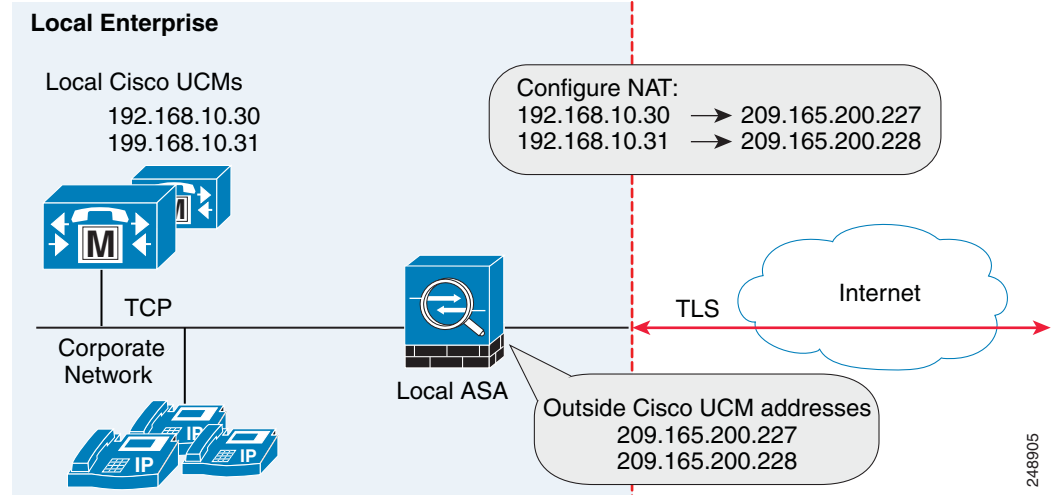 Local Enterprise
Local Cisco UCMs
192.168.10.30
199.168.10.31
Configure NAT:
192.168.10.30 → 209.165.200.227
192.168.10.31 → 209.165.200.228
M
M
TCP
TLS
Internet
Corporate
Network
Local ASA
Outside Cisco UCM addresses
209.165.200.227
209.165.200.228
IP
IP
IP
248905